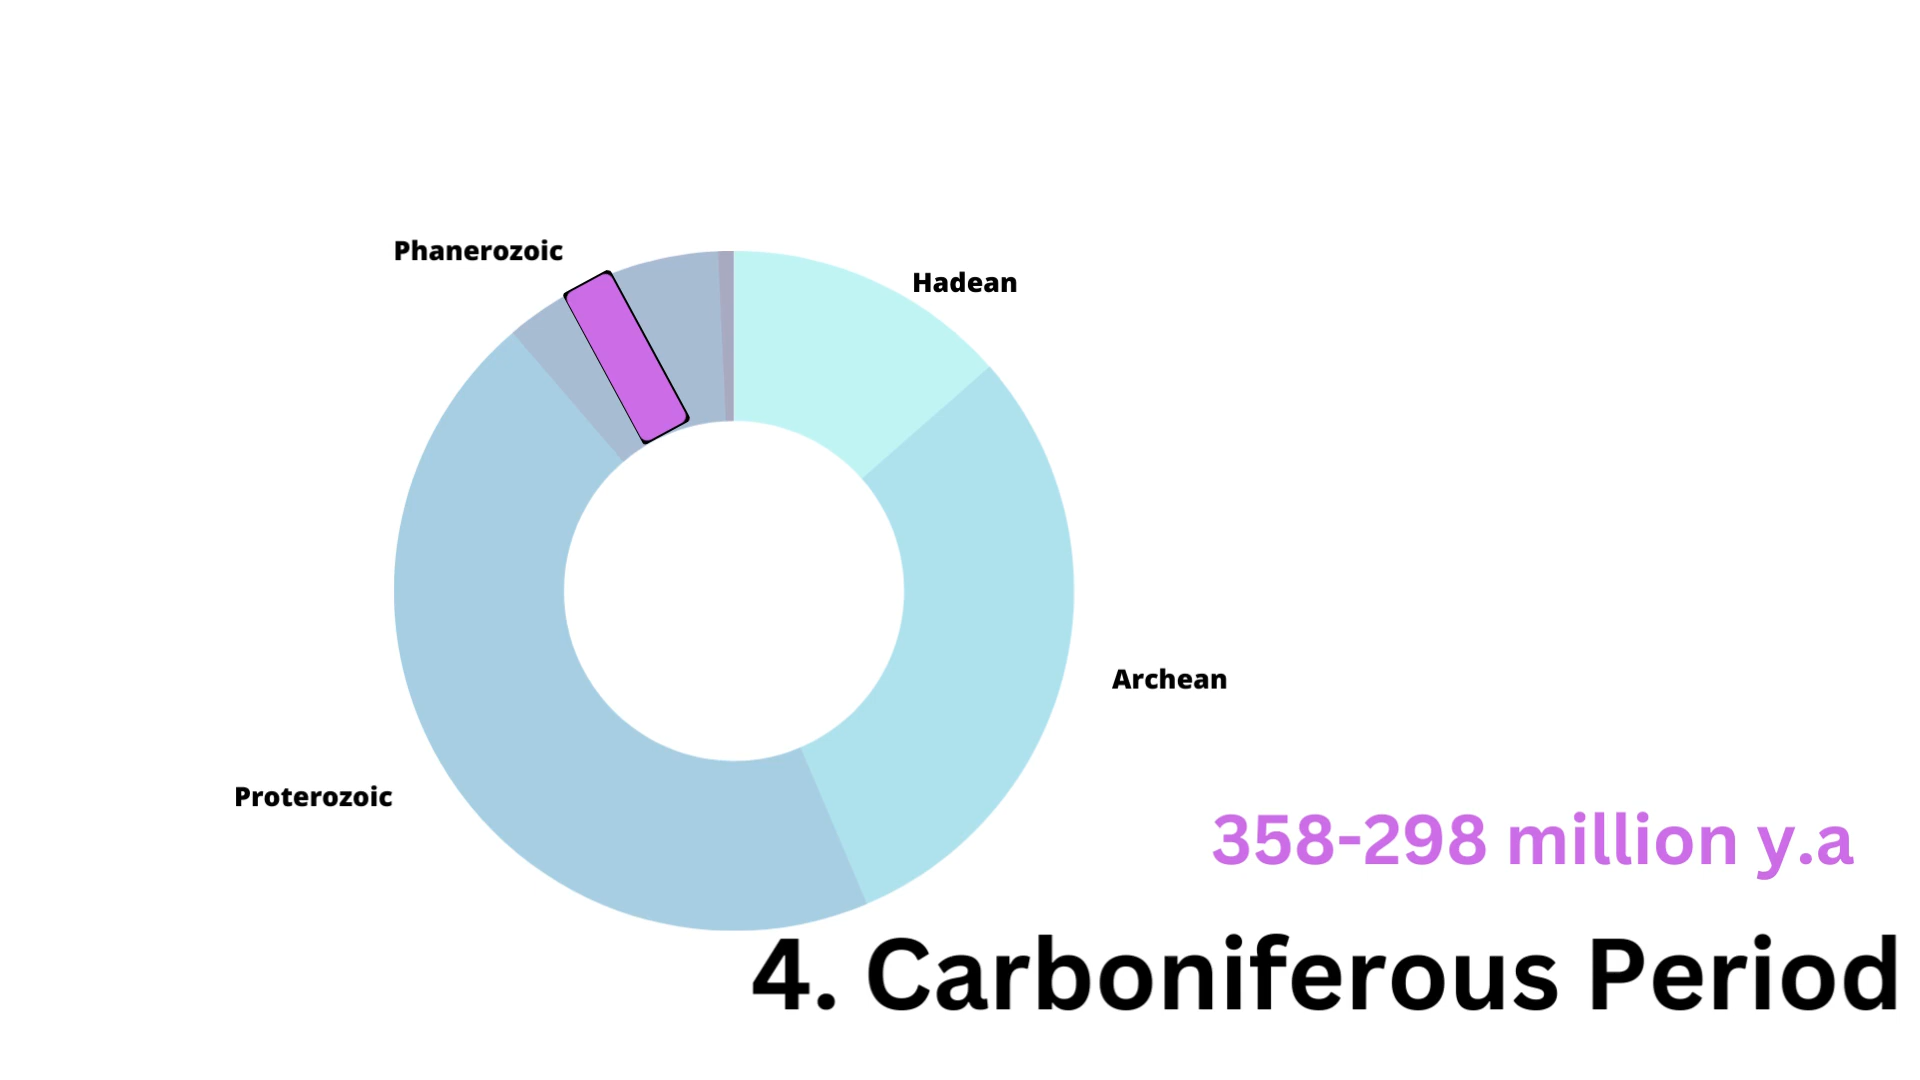 Phanerozoic
Hadean
Archean
Proterozoic
358-298 million y.a
4. Carboniferous Period